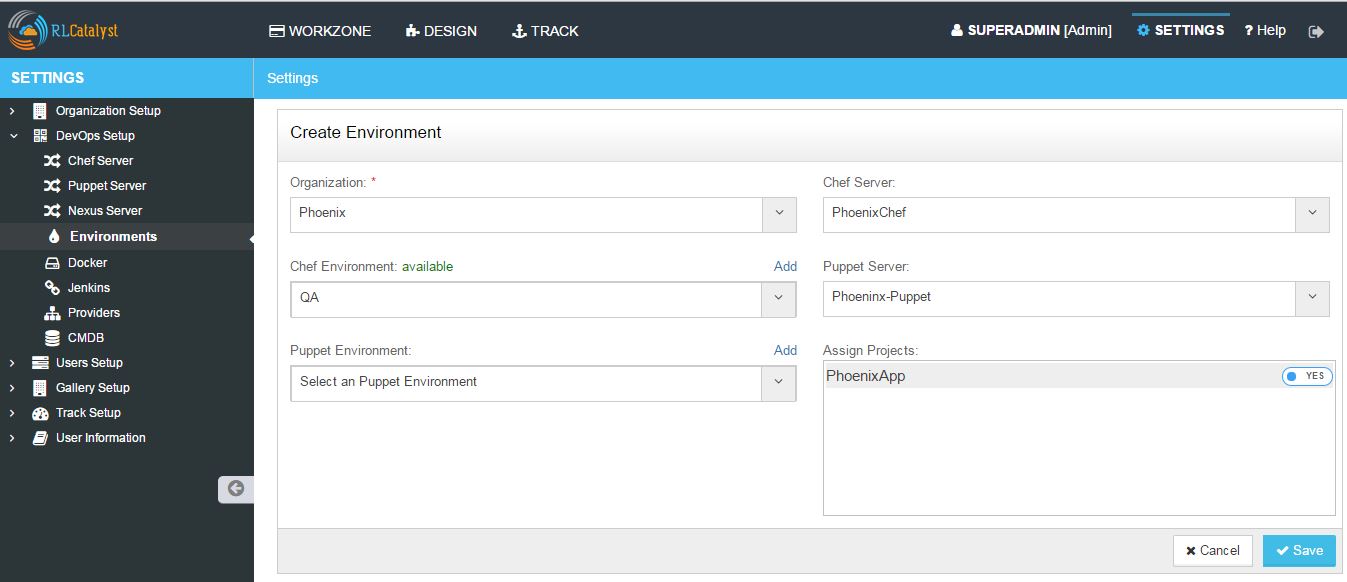 RLCatalyst
WORKZONE
DESIGN
TRACK
SUPERADMIN [Admin]
SETTINGS
? Help
SETTINGS
Settings
Organization Setup
DevOps Setup
Chef Server
Puppet Server
Nexus Server
Environments
Docker
Jenkins
Providers
CMDB
Users Setup
Gallery Setup
Track Setup
User Information
Create Environment
Organization: *
Phoenix
Chef Server:
PhoenixChef
Chef Environment: available
Add
QA
Puppet Server:
Phoeninx-Puppet
Puppet Environment:
Add
Select an Puppet Environment
Assign Projects:
PhoenixApp
YES
Cancel
Save